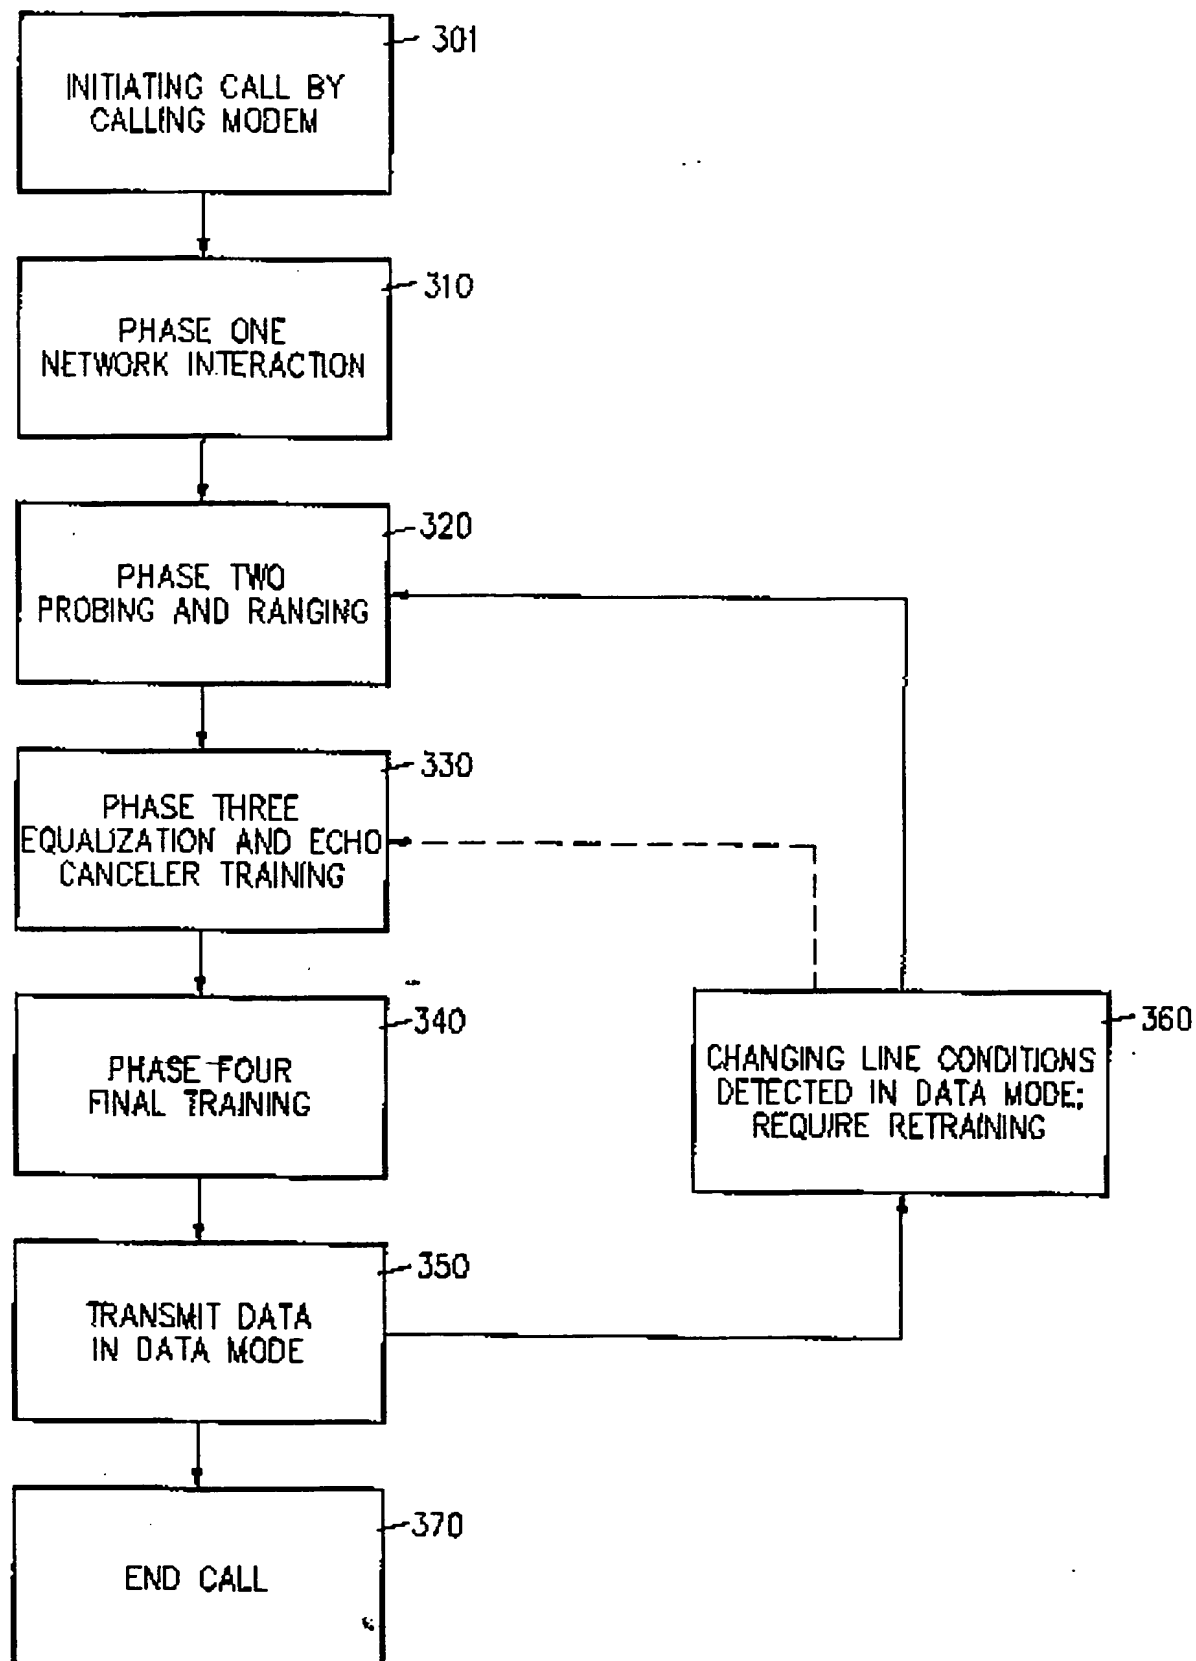 301
INITIATING CALL BY
CALLING MODEM
310
PHASE ONE
NETWORK INTERACTION
320
PHASE TWO
PROBING AND RANGING
330
PHASE THREE
EQUALIZATION AND ECHO
CANCELER TRAINING
340
PHASE FOUR
FINAL TRAINING
360
CHANGING LINE CONDITIONS
DETECTED IN DATA MODE;
REQUIRE RETRAINING
350
TRANSMIT DATA
IN DATA MODE
370
END CALL